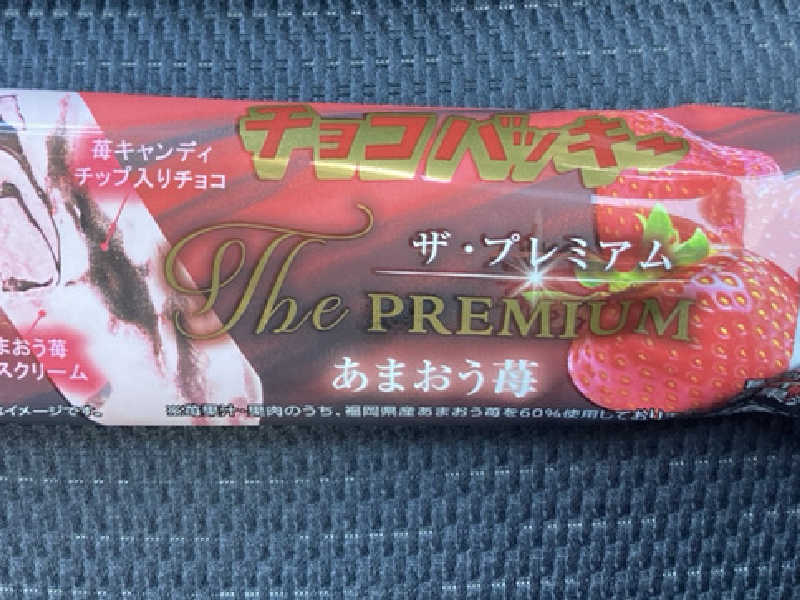 チョコバッキー
苺キャンディ
チップ入りチョコ
ザ・プレミアム
The PREMIUM
まおう苺
スクリーム
あまおう苺
イメージです。
※苺果汁・果肉のうち、福岡県産あまおう苺を60%使用しており